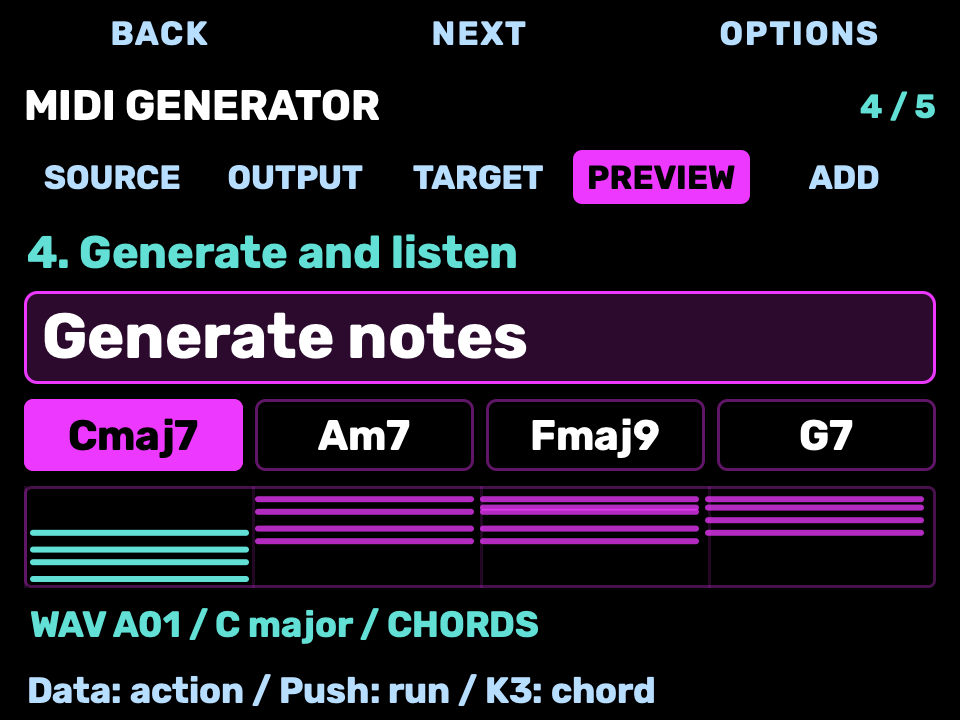 BACK NEXT OPTIONS
MIDI GENERATOR 4 / 5
SOURCE OUTPUT TARGET PREVIEW ADD
4. Generate and listen
Generate notes
Cmaj7 Am7 Fmaj9 G7
WAV A01 / C major / CHORDS
Data: action / Push: run / K3: chord